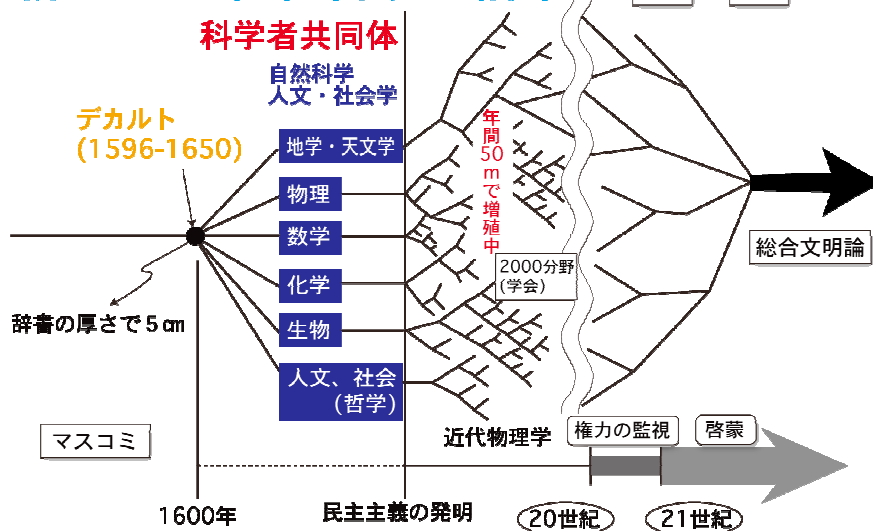 科学者共同体
自然科学
人文・社会学
デカルト
(1596-1650)
地学・天文学
物理
数学
化学
生物
人文、社会
(哲学)
年間50mで増殖中
2000分野
(学会)
総合文明論
辞書の厚さで5cm
マスコミ
近代物理学
権力の監視
啓蒙
1600年
民主主義の発明
20世紀
21世紀